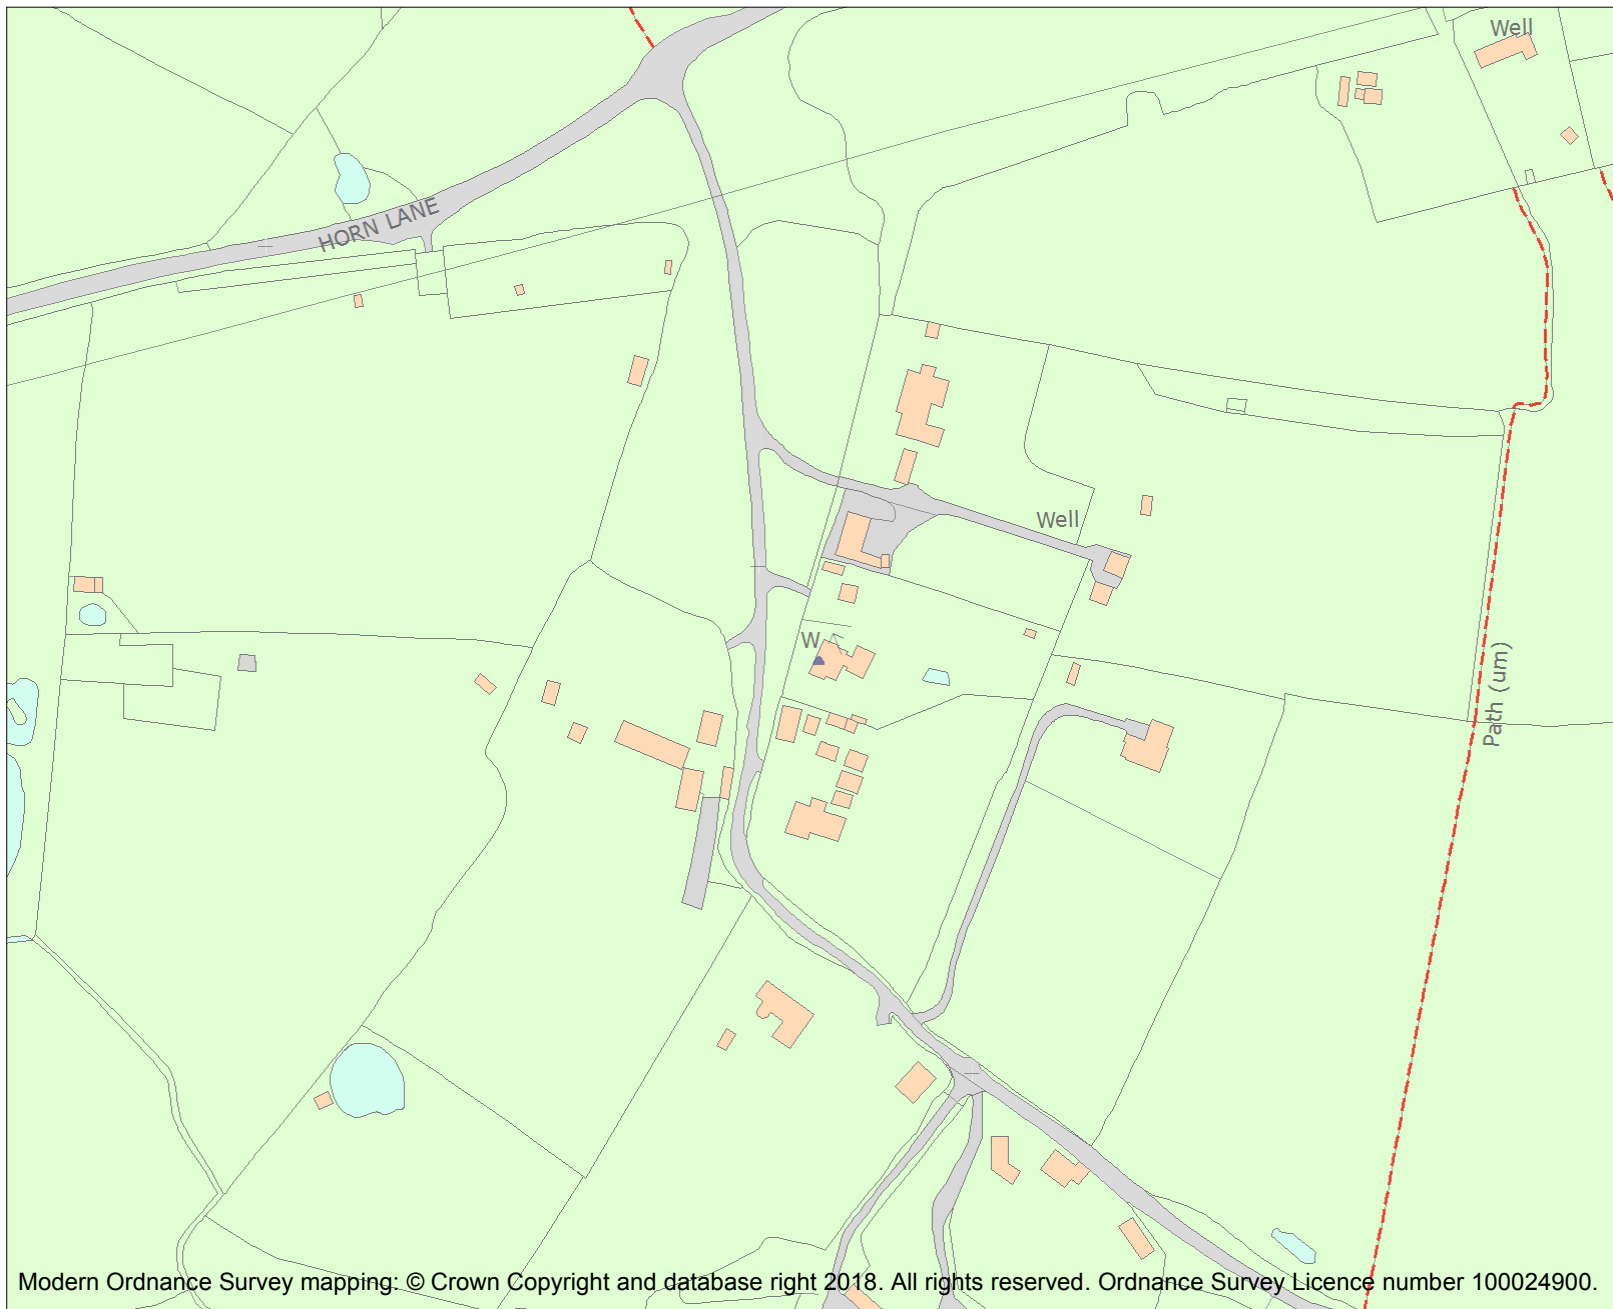 Well
HORN LANE
Well
W
Path (um)
Modern Ordnance Survey mapping: © Crown Copyright and database right 2018. All rights reserved. Ordnance Survey Licence number 100024900.